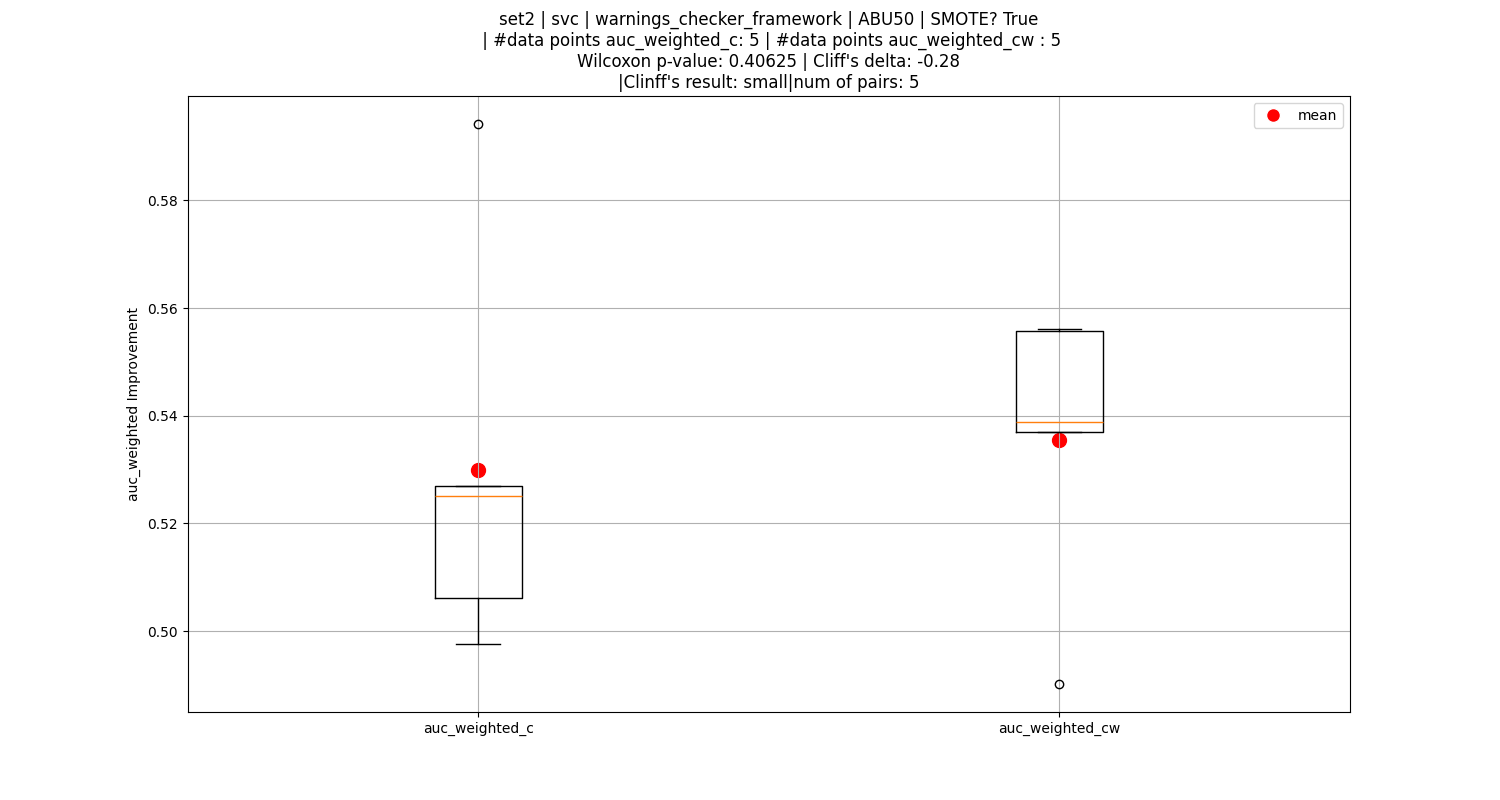 set2 | svc | warnings_checker_framework | ABU50 | SMOTE? True
| #data points auc_weighted_c: 5 | #data points auc_weighted_cw : 5
Wilcoxon p-value: 0.40625 | Cliff's delta: -0.28
|Clinff's result: small|num of pairs: 5
mean
0.58
0.56
0.54
0.52
0.50
auc_weighted Improvement
auc_weighted_c
auc_weighted_cw